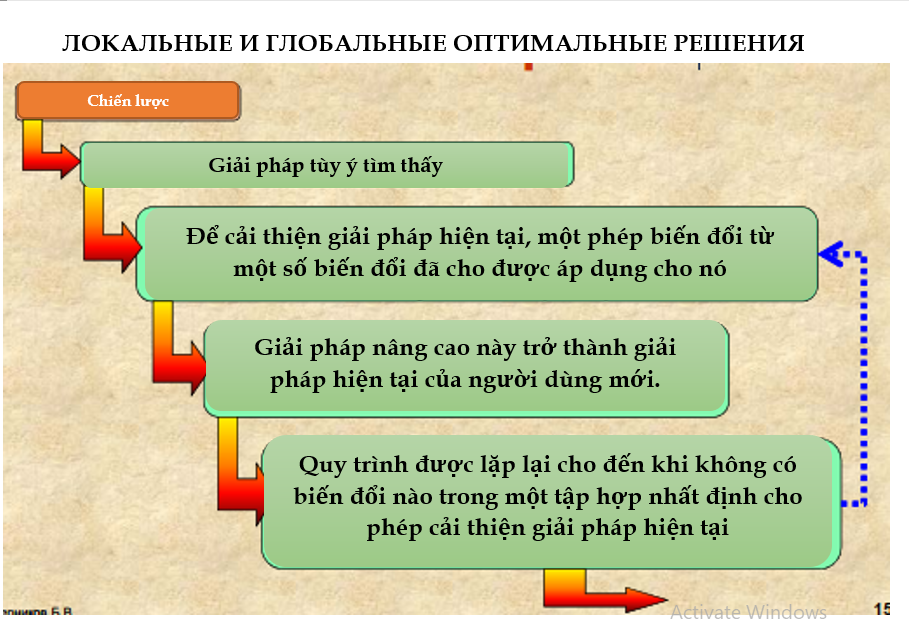 ЛОКАЛЬНЫЕ И ГЛОБАЛЬНЫЕ ОПТИМАЛЬНЫЕ РЕШЕНИЯ
Chiến lược
Giải pháp tùy ý tìm thấy
Để cải thiện giải pháp hiện tại, một phép biến đổi từ
một số biến đổi đã cho được áp dụng cho nó
Giải pháp nâng cao này trở thành giải
pháp hiện tại của người dùng mới.
Quy trình được lặp lại cho đến khi không có
biến đổi nào trong một tập hợp nhất định cho
phép cải thiện giải pháp hiện tại
Б.В.
15
Activate Windows